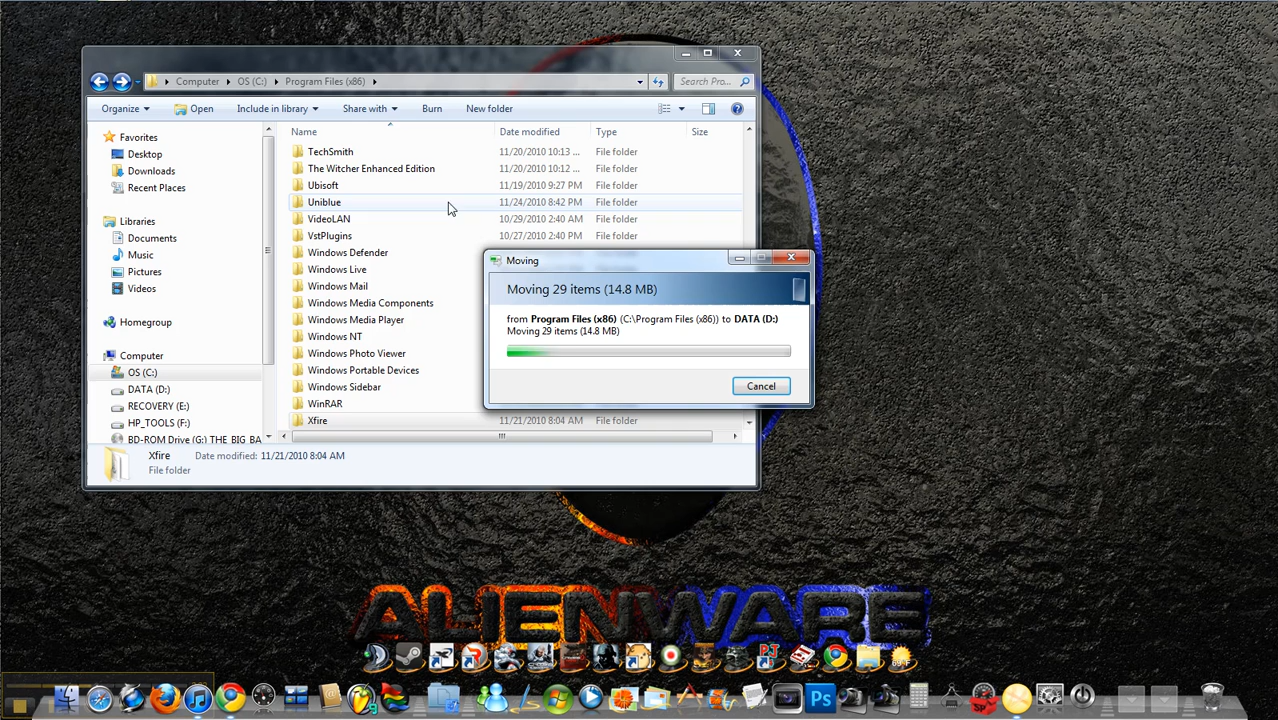 Computer OS (C:) Program Files (x86)
Search Pro...
Organize Open Include in library Share with Burn New folder
Name Date modified Type Size
Favorites
Desktop
Downloads
Recent Places
Libraries
Documents
Music
Pictures
Videos
Homegroup
Computer
OS (C:)
DATA (D:)
RECOVERY (E:)
HP_TOOLS (F:)
BD-ROM Drive (G:) THE_BIG_BA
TechSmith 11/20/2010 10:13 ... File folder
The Witcher Enhanced Edition 11/20/2010 10:12 ... File folder
Ubisoft 11/19/2010 9:27 PM File folder
Uniblue 11/24/2010 8:42 PM File folder
VideoLAN 10/29/2010 2:40 AM File folder
VstPlugins 10/27/2010 2:40 PM File folder
Windows Defender
Windows Live
Windows Mail
Windows Media Components
Windows Media Player
Windows NT
Windows Photo Viewer
Windows Portable Devices
Windows Sidebar
WinRAR
Xfire 11/21/2010 8:04 AM File folder
Xfire Date modified: 11/21/2010 8:04 AM
File folder
Moving
Moving 29 items (14.8 MB)
from Program Files (x86) (C:\Program Files (x86)) to DATA (D:)
Moving 29 items (14.8 MB)
Cancel
ALIENWARE
PJ
69°F
Ps